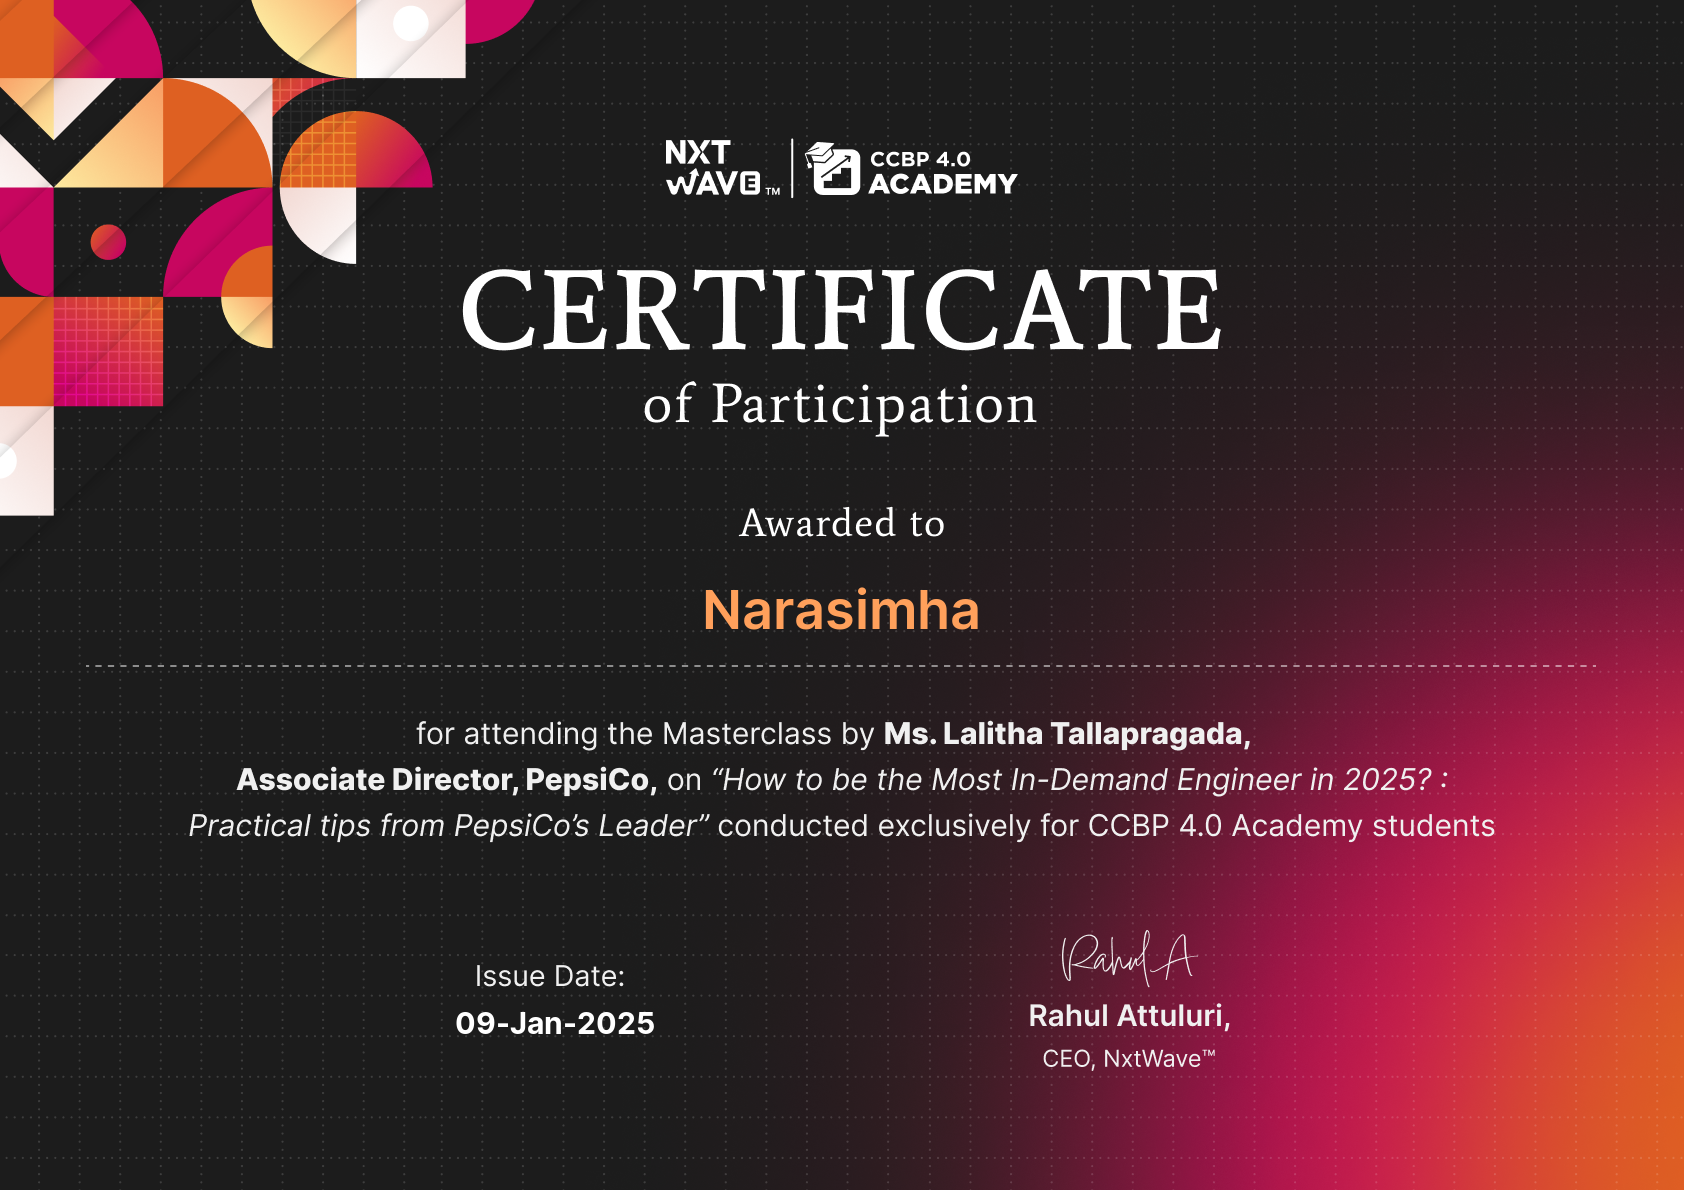 NXT
WAVE™
CCBP 4.0
ACADEMY
CERTIFICATE
of Participation
Awarded to
Narasimha
for attending the Masterclass by Ms. Lalitha Tallapragada,
Associate Director, PepsiCo, on “How to be the Most In-Demand Engineer in 2025? :
Practical tips from PepsiCo’s Leader” conducted exclusively for CCBP 4.0 Academy students
Issue Date:
09-Jan-2025
Rahul A
Rahul Attuluri,
CEO, NxtWave™